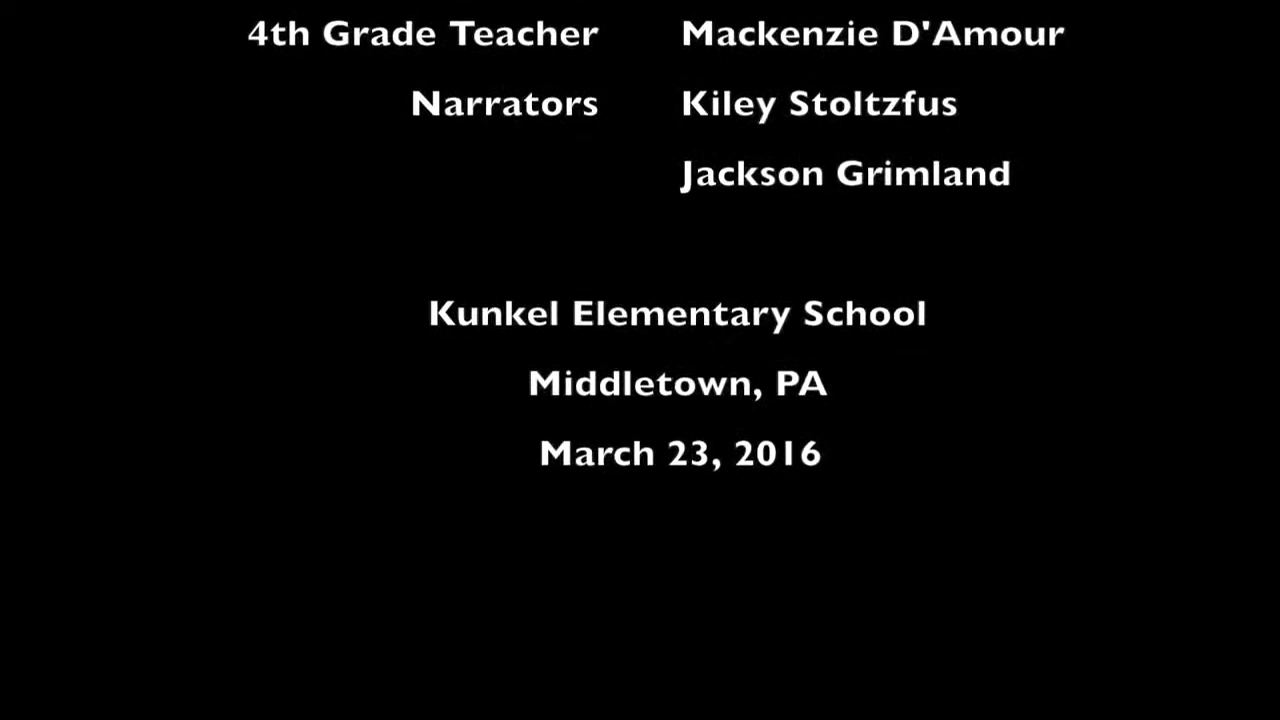 4th Grade Teacher Mackenzie D'Amour
Narrators Kiley Stoltzfus
Jackson Grimland
Kunkel Elementary School
Middletown, PA
March 23, 2016